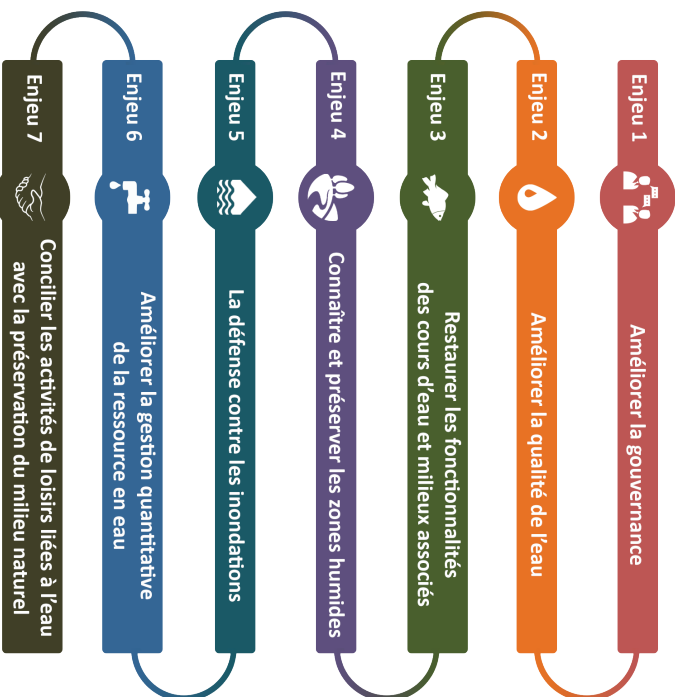 Enjeu 1
Améliorer la gouvernance
Enjeu 2
Améliorer la qualité de l'eau
Enjeu 3
Restaurer les fonctionnalités
des cours d'eau et milieux associés
Enjeu 4
Connaître et préserver les zones humides
Enjeu 5
La défense contre les inondations
Enjeu 6
Améliorer la gestion quantitative
de la ressource en eau
Enjeu 7
Concilier les activités de loisirs liées à l'eau
avec la préservation du milieu naturel